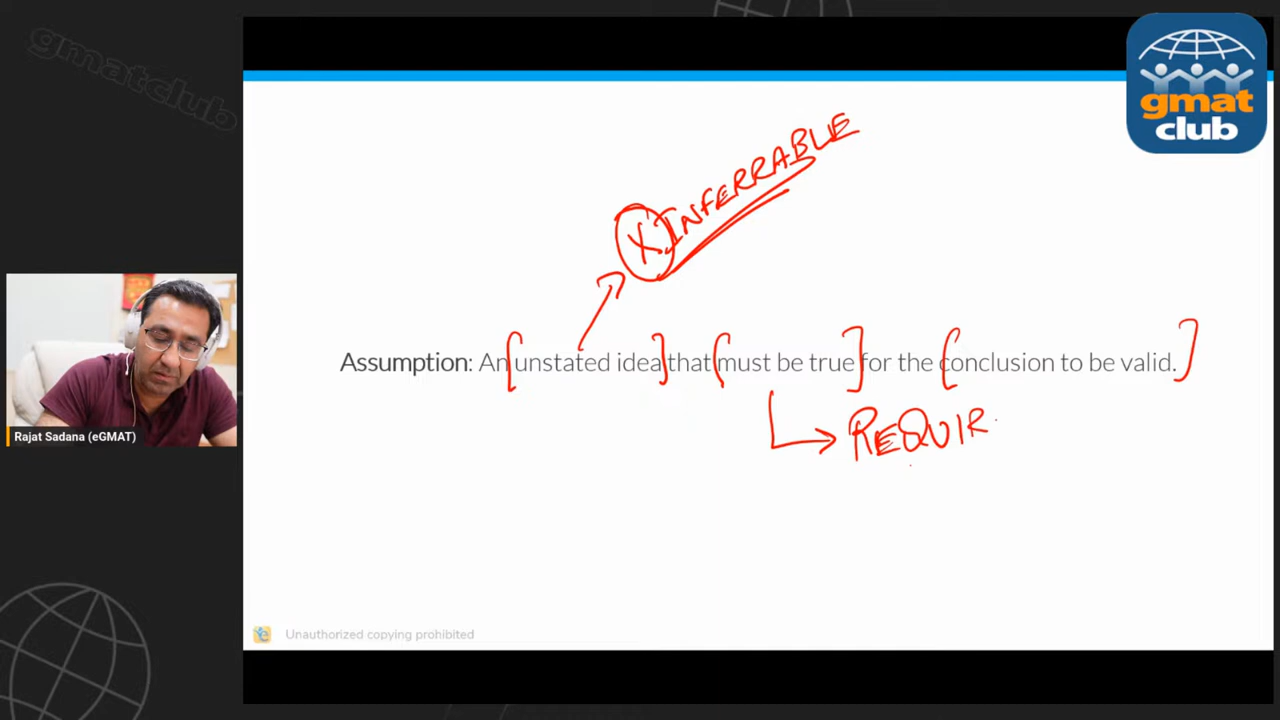 gmatclub
gmat
club
X INFERRABLE
Assumption: An [unstated idea] that [must be true] for the [conclusion to be valid.]
REQUIR
Rajat Sadana (eGMAT)
Unauthorized copying prohibited